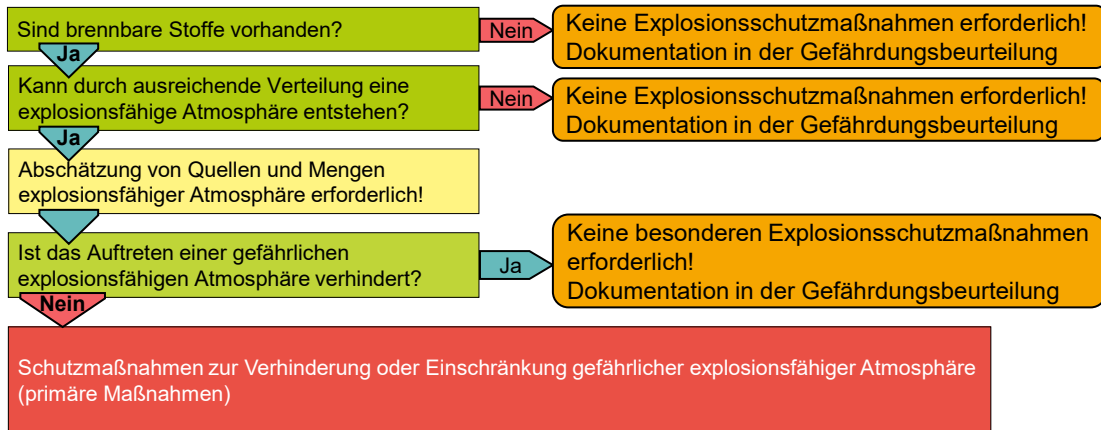 Sind brennbare Stoffe vorhanden?
Nein
Keine Explosionsschutzmaßnahmen erforderlich!
Dokumentation in der Gefährdungsbeurteilung
Ja
Kann durch ausreichende Verteilung eine
explosionsfähige Atmosphäre entstehen?
Nein
Keine Explosionsschutzmaßnahmen erforderlich!
Dokumentation in der Gefährdungsbeurteilung
Ja
Abschätzung von Quellen und Mengen
explosionsfähiger Atmosphäre erforderlich!
Ist das Auftreten einer gefährlichen
explosionsfähigen Atmosphäre verhindert?
Ja
Keine besonderen Explosionsschutzmaßnahmen
erforderlich!
Dokumentation in der Gefährdungsbeurteilung
Nein
Schutzmaßnahmen zur Verhinderung oder Einschränkung gefährlicher explosionsfähiger Atmosphäre
(primäre Maßnahmen)